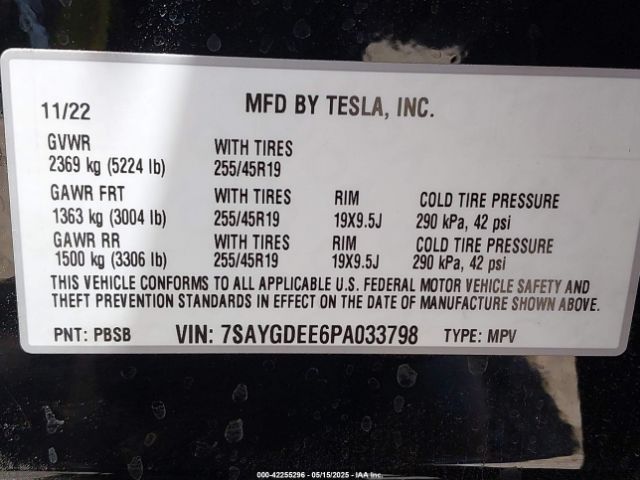 11/22 MFD BY TESLA, INC.
GVWR WITH TIRES
2369 kg (5224 lb) 255/45R19
GAWR FRT WITH TIRES RIM COLD TIRE PRESSURE
1363 kg (3004 lb) 255/45R19 19X9.5J 290 kPa, 42 psi
GAWR RR WITH TIRES RIM COLD TIRE PRESSURE
1500 kg (3306 lb) 255/45R19 19X9.5J 290 kPa, 42 psi
THIS VEHICLE CONFORMS TO ALL APPLICABLE U.S. FEDERAL MOTOR VEHICLE SAFETY AND
THEFT PREVENTION STANDARDS IN EFFECT ON THE DATE OF MANUFACTURE SHOWN ABOVE.
PNT: PBSB VIN: 7SAYGDEE6PA033798 TYPE: MPV
000-42255296 - 05/15/2025 - IAA Inc.